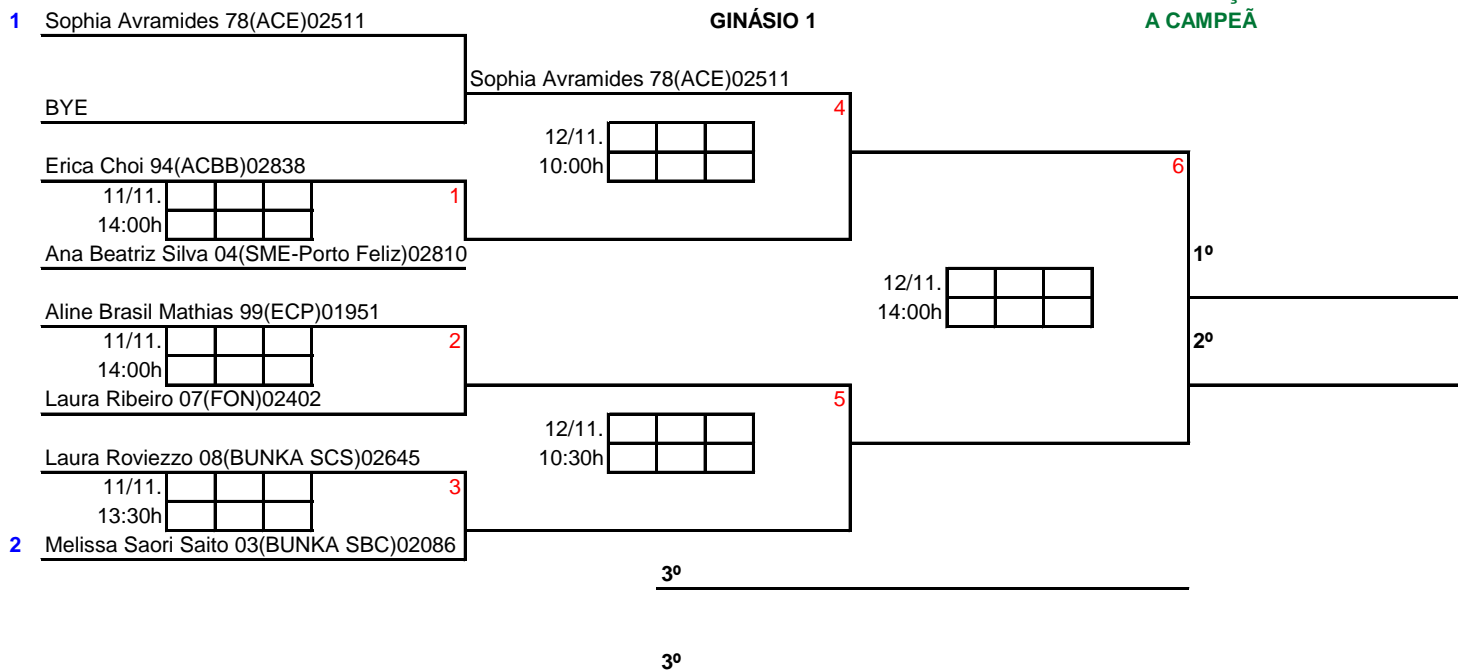 1 Sophia Avramides 78(ACE)02511 GINÁSIO 1 A CAMPEÃ
Sophia Avramides 78(ACE)02511
BYE 4
12/11.
10:00h
Erica Choi 94(ACBB)02838 6
11/11. 1
14:00h
Ana Beatriz Silva 04(SME-Porto Feliz)02810 1º
12/11.
14:00h
Aline Brasil Mathias 99(ECP)01951
11/11. 2 2º
14:00h
Laura Ribeiro 07(FON)02402 5
12/11.
10:30h
Laura Roviezzo 08(BUNKA SCS)02645
11/11. 3
13:30h
2 Melissa Saori Saito 03(BUNKA SBC)02086
3º
3º